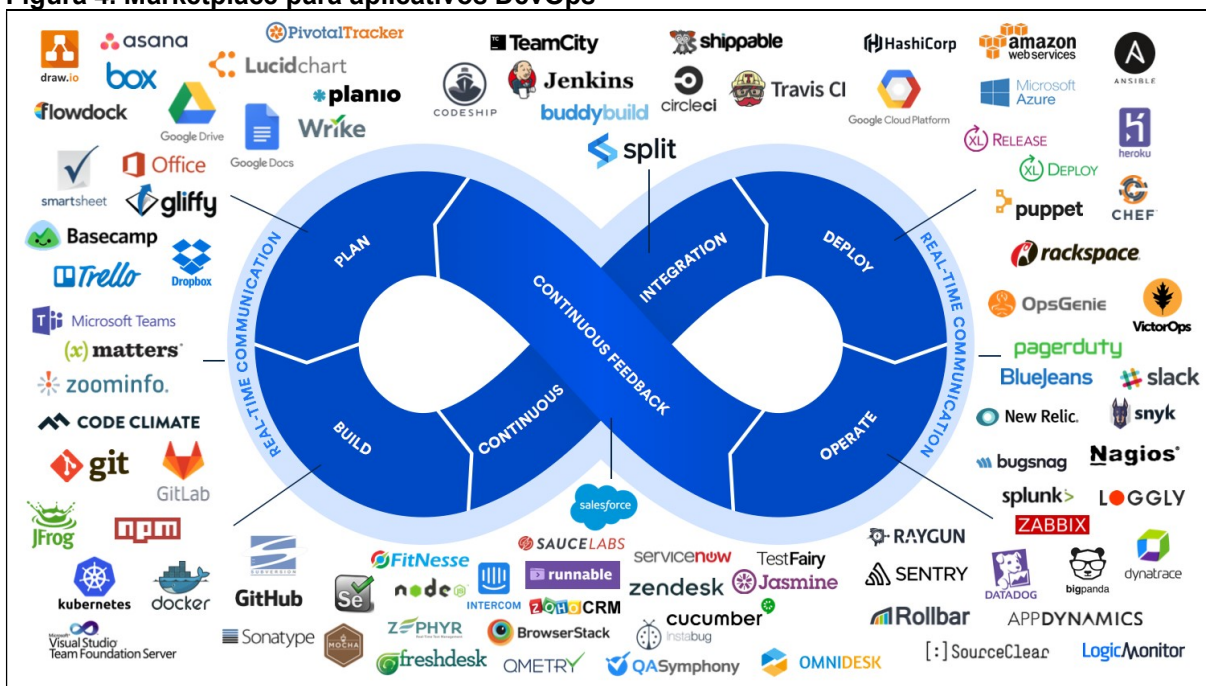 Figura 4. Marketplace para aplicativos DevOps
draw.io
asana
PivotalTracker
box
Lucidchart
flowdock
Google Drive
Google Docs
planio
Wrike
TC
TeamCity
shippable
CODESHIP
Jenkins
buddybuild
circleci
Travis CI
split
HashiCorp
amazon
web services
ANSIBLE
Google Cloud Platform
Microsoft
Azure
XL RELEASE
heroku
XL DEPLOY
puppet
CHEF
rackspace
smartsheet
Office
gliffy
Basecamp
Trello
Dropbox
Microsoft Teams
(x)matters
zoominfo.
CODE CLIMATE
git
GitLab
JFrog
npm
kubernetes
docker
SUBVERSION
GitHub
Microsoft
Visual Studio
Team Foundation Server
Sonatype
REAL-TIME COMMUNICATION
PLAN
BUILD
CONTINUOUS
INTEGRATION
CONTINUOUS FEEDBACK
DEPLOY
OPERATE
REAL-TIME COMMUNICATION
OpsGenie
VictorOps
pagerduty
BlueJeans
slack
New Relic.
snyk
bugsnag
Nagios
splunk>
LOGGLY
ZABBIX
RAYGUN
SENTRY
DATADOG
bigpanda
dynatrace
Rollbar
APPDYNAMICS
[:]SourceClear
LogicMonitor
salesforce
FitNesse
SAUCELABS
servicenow
TestFairy
Se
node
JS
INTERCOM
runnable
zendesk
Jasmine
ZOHO CRM
MOCHA
ZEPHYR
BrowserStack
instabug
cucumber
freshdesk
QMETRY
QASymphony
OMNIDESK